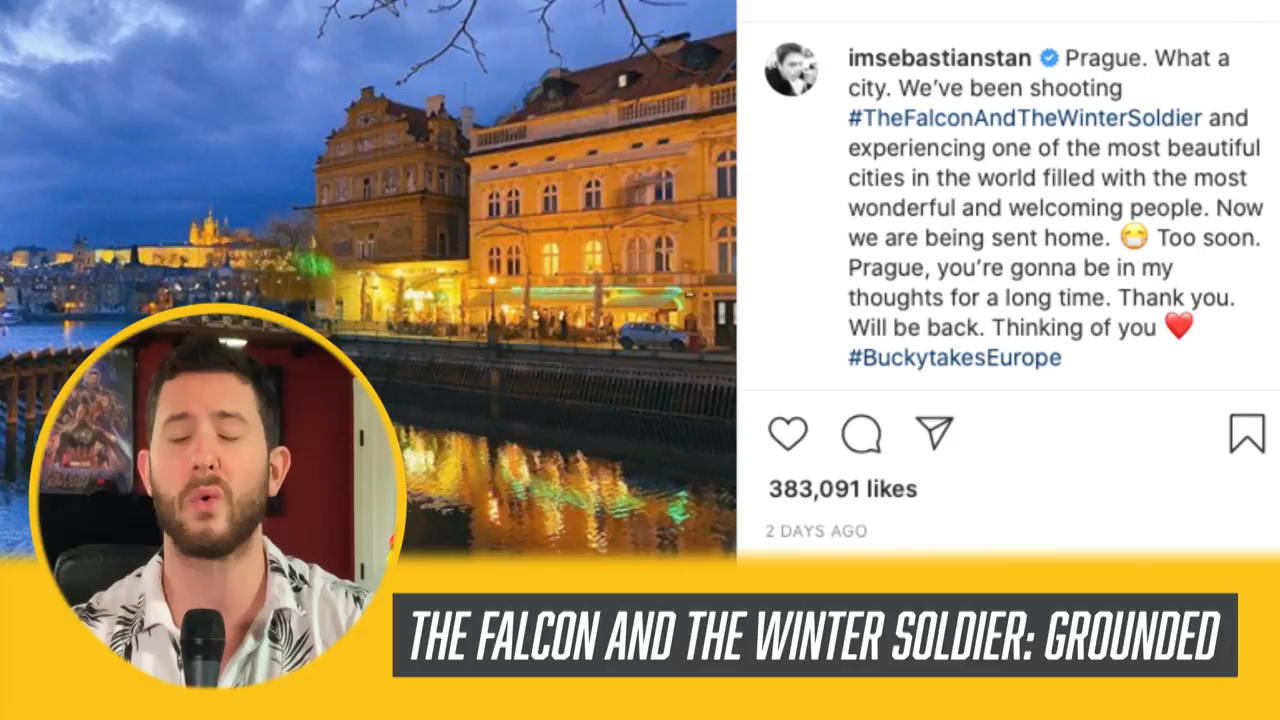 imsebastianstan Prague. What a
city. We've been shooting
#TheFalconAndTheWinterSoldier and
experiencing one of the most beautiful
cities in the world filled with the most
wonderful and welcoming people. Now
we are being sent home. 😷 Too soon.
Prague, you're gonna be in my
thoughts for a long time. Thank you.
Will be back. Thinking of you ❤️
#BuckytakesEurope
383,091 likes
2 DAYS AGO
THE FALCON AND THE WINTER SOLDIER: GROUNDED